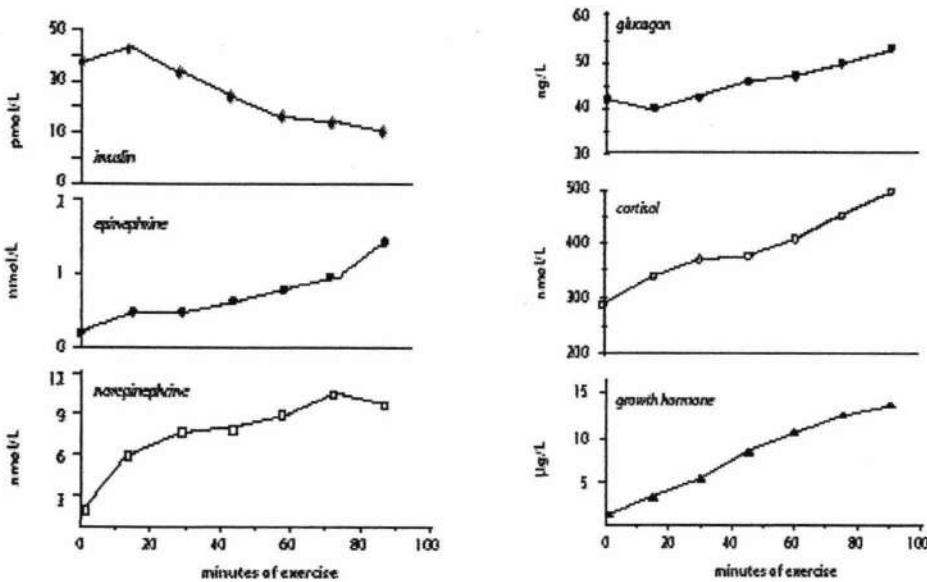 50
30
10
0
pmol/L
insulin
2
1
0
nmol/L
epinephrine
12
9
6
3
nmol/L
norepinephrine
0 20 40 60 80 100
minutes of exercise
60
50
40
30
ng/L
glucagon
500
400
300
200
nmol/L
cortisol
15
10
5
µg/L
growth hormone
0 20 40 60 80 100
minutes of exercise